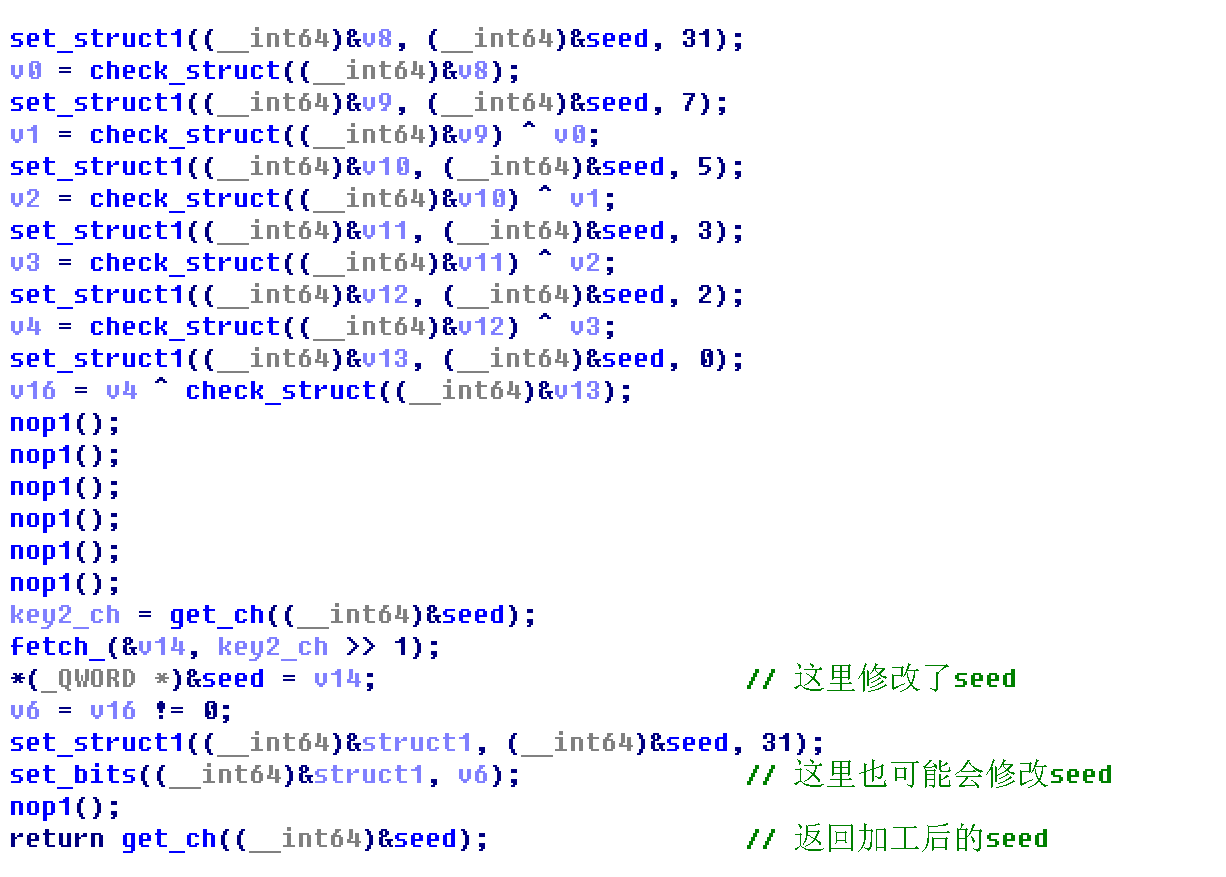 set_struct1((__int64)&v8, (__int64)&seed, 31);
v0 = check_struct((__int64)&v8);
set_struct1((__int64)&v9, (__int64)&seed, 7);
v1 = check_struct((__int64)&v9) ^ v0;
set_struct1((__int64)&v10, (__int64)&seed, 5);
v2 = check_struct((__int64)&v10) ^ v1;
set_struct1((__int64)&v11, (__int64)&seed, 3);
v3 = check_struct((__int64)&v11) ^ v2;
set_struct1((__int64)&v12, (__int64)&seed, 2);
v4 = check_struct((__int64)&v12) ^ v3;
set_struct1((__int64)&v13, (__int64)&seed, 0);
v16 = v4 ^ check_struct((__int64)&v13);
nop1();
nop1();
nop1();
nop1();
nop1();
nop1();
key2_ch = get_ch((__int64)&seed);
fetch_(&v14, key2_ch >> 1);
*(_QWORD *)&seed = v14; // 这里修改了seed
v6 = v16 != 0;
set_struct1((__int64)&struct1, (__int64)&seed, 31);
set_bits((__int64)&struct1, v6); // 这里也可能会修改seed
nop1();
return get_ch((__int64)&seed); // 返回加工后的seed